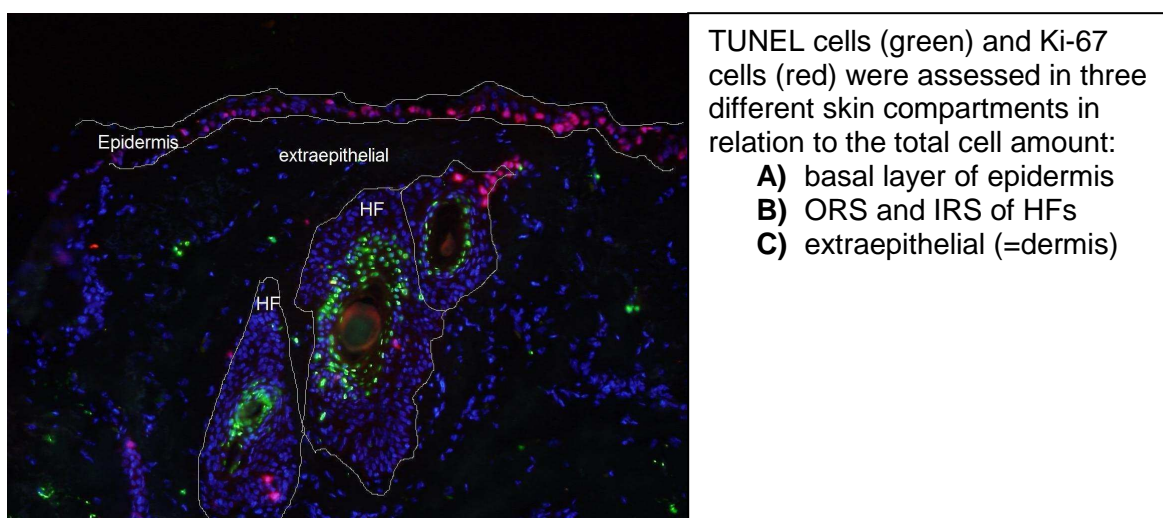 Epidermis
extraepithelial
HF
HF
TUNEL cells (green) and Ki-67
cells (red) were assessed in three
different skin compartments in
relation to the total cell amount:
A) basal layer of epidermis
B) ORS and IRS of HFs
C) extraepithelial (=dermis)